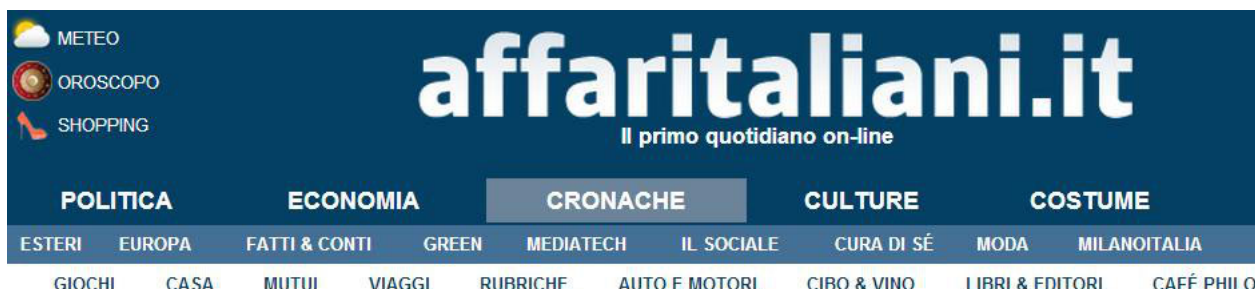 METEO
OROSCOPO
SHOPPING
affaritaliani.it
Il primo quotidiano on-line
POLITICA ECONOMIA CRONACHE CULTURE COSTUME
ESTERI EUROPA FATTI & CONTI GREEN MEDIATECH IL SOCIALE CURA DI SÉ MODA MILANOITALIA
GIOCHI CASA MUTUI VIAGGI RUBRICHE AUTO E MOTORI CIBO & VINO LIBRI & EDITORI CAFÉ PHILO